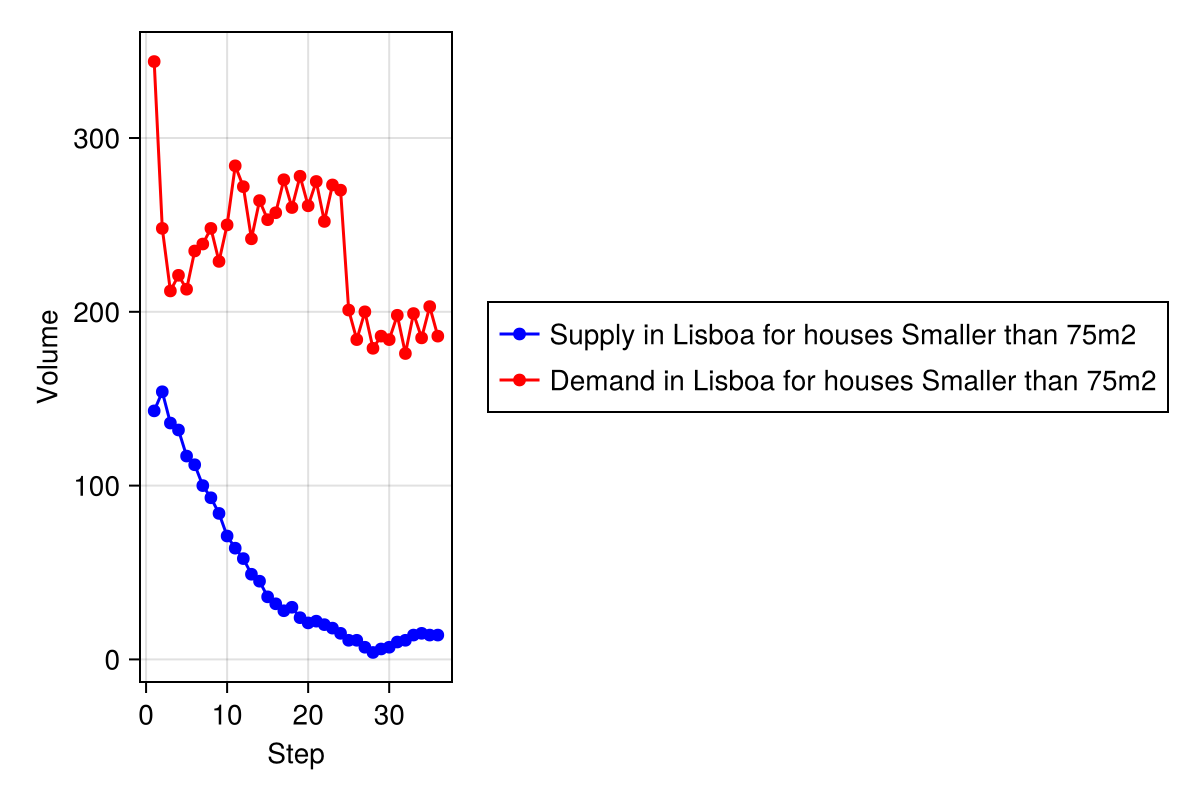 300
200
100
0
Volume
0 10 20 30
Step
Supply in Lisboa for houses Smaller than 75m2
Demand in Lisboa for houses Smaller than 75m2